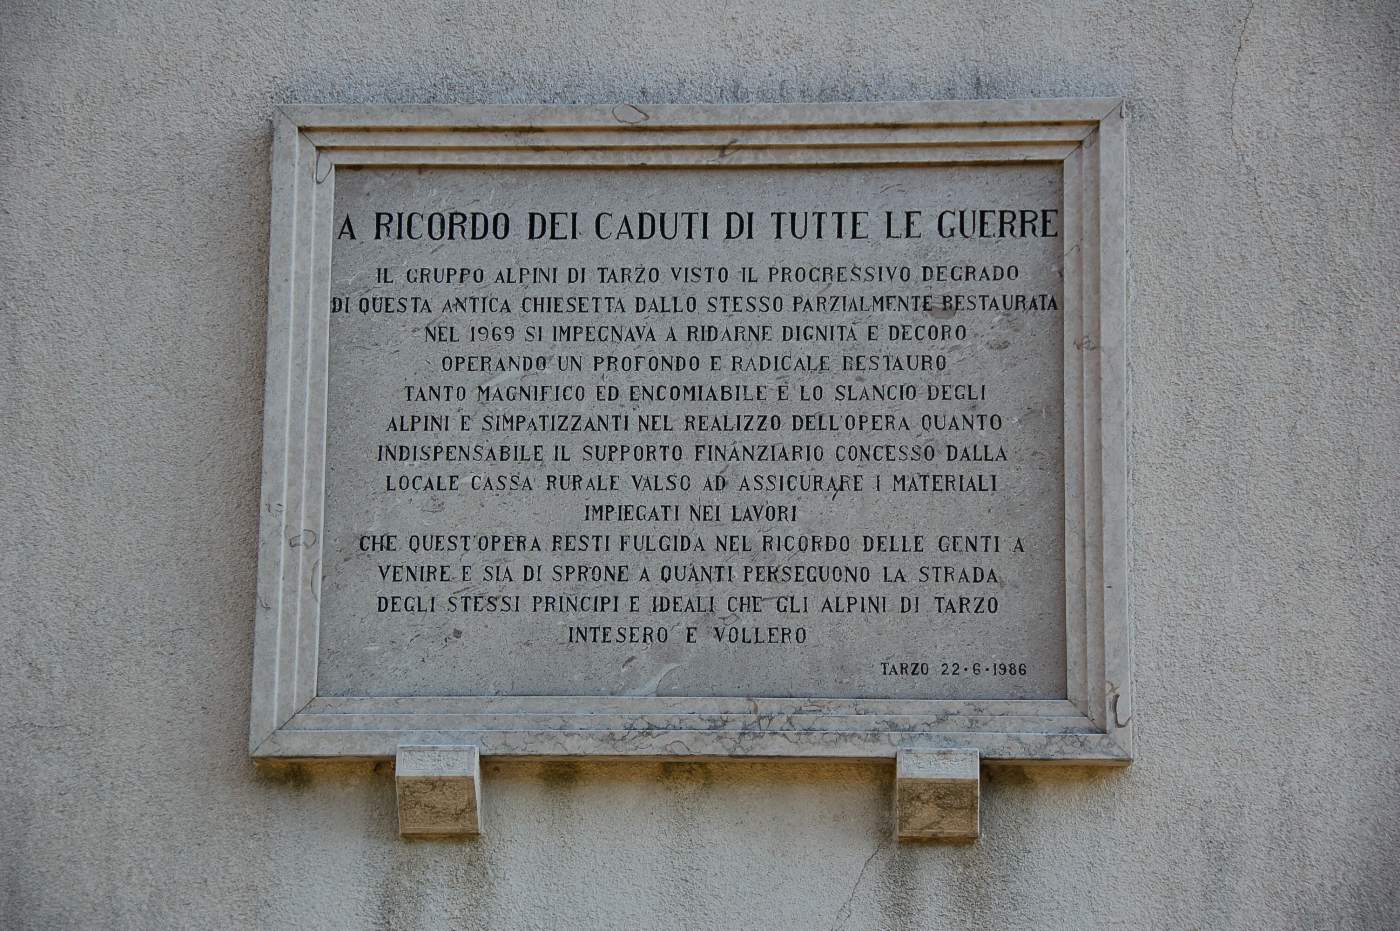 A RICORDO DEI CADUTI DI TUTTE LE GUERRE
IL GRUPPO ALPINI DI TARZO VISTO IL PROGRESSIVO DEGRADO
DI QUESTA ANTICA CHIESETTA DALLO STESSO PARZIALMENTE RESTAURATA
NEL 1969 SI IMPEGNAVA A RIDARNE DIGNITA E DECORO
OPERANDO UN PROFONDO E RADICALE RESTAURO
TANTO MAGNIFICO ED ENCOMIABILE E LO SLANCIO DEGLI
ALPINI E SIMPATIZZANTI NEL REALIZZO DELL'OPERA QUANTO
INDISPENSABILE IL SUPPORTO FINANZIARIO CONCESSO DALLA
LOCALE CASSA RURALE VALSO AD ASSICURARE I MATERIALI
IMPIEGATI NEI LAVORI
CHE QUEST'OPERA RESTI FULGIDA NEL RICORDO DELLE GENTI A
VENIRE E SIA DI SPRONE A QUANTI PERSEGUONO LA STRADA
DEGLI STESSI PRINCIPI E IDEALI CHE GLI ALPINI DI TARZO
INTESERO E VOLLERO
TARZO 22·6·1986